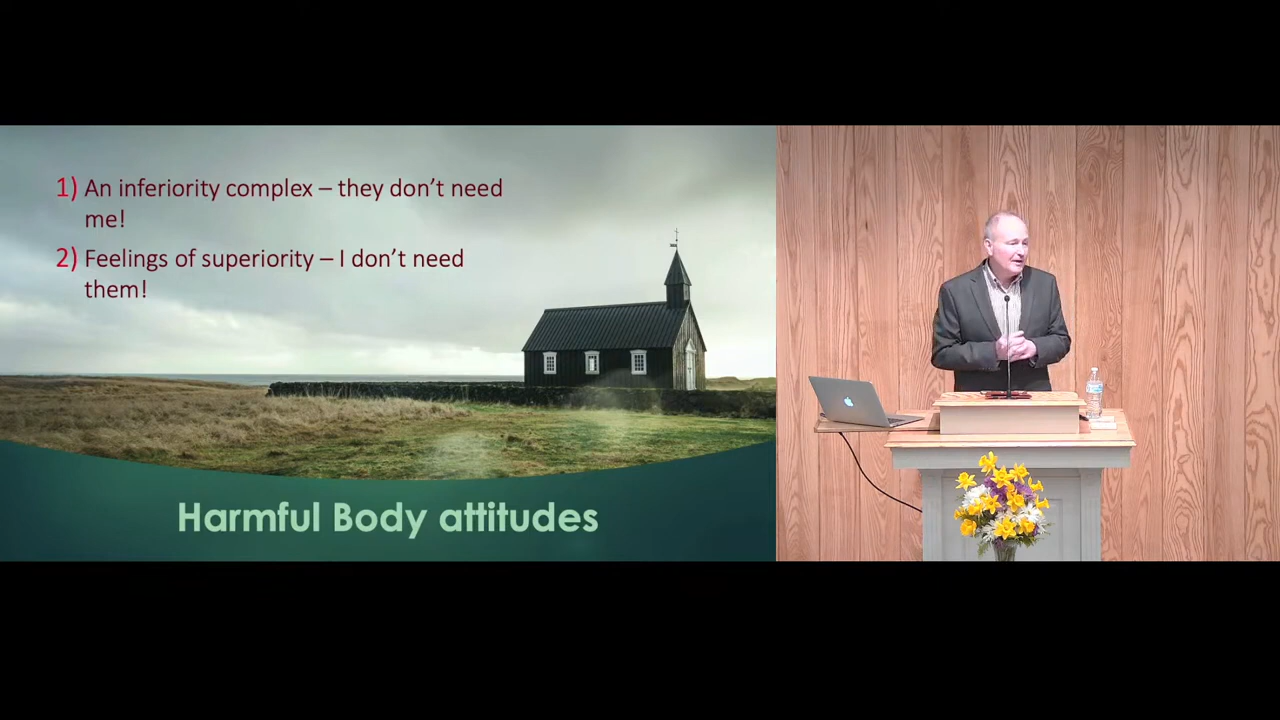 1) An inferiority complex – they don’t need
me!
2) Feelings of superiority – I don’t need
them!
Harmful Body attitudes